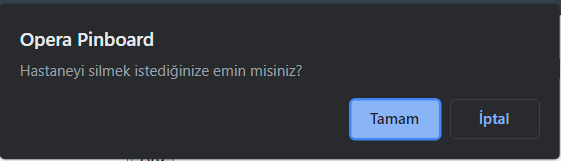 Opera Pinboard
Hastaneyi silmek istediğinize emin misiniz?
Tamam
İptal